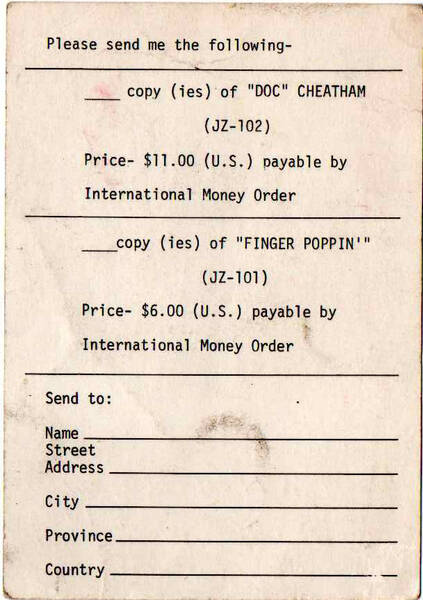 Please send me the following-
___ copy (ies) of "DOC" CHEATHAM
(JZ-102)
Price- $11.00 (U.S.) payable by
International Money Order
___copy (ies) of "FINGER POPPIN'"
(JZ-101)
Price- $6.00 (U.S.) payable by
International Money Order
Send to:
Name
Street
Address
City
Province
Country